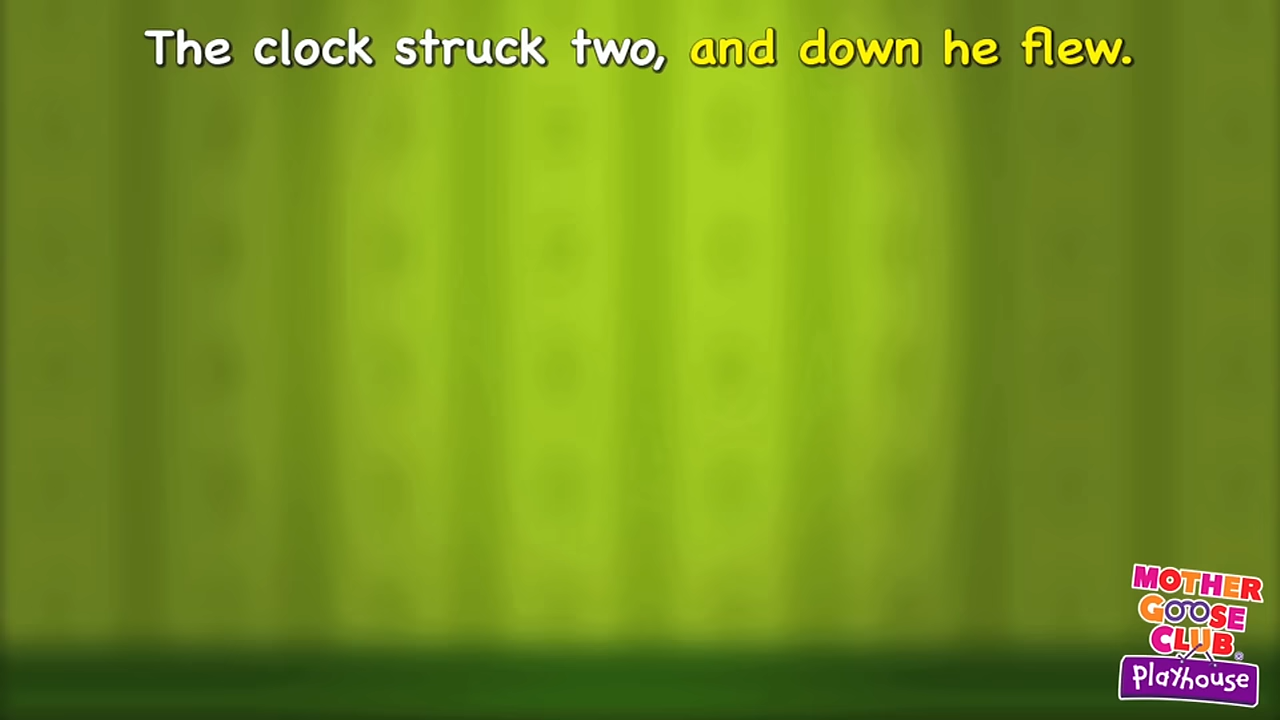 The clock struck two, and down he flew.
MOTHER
GOOSE
CLUB
Playhouse